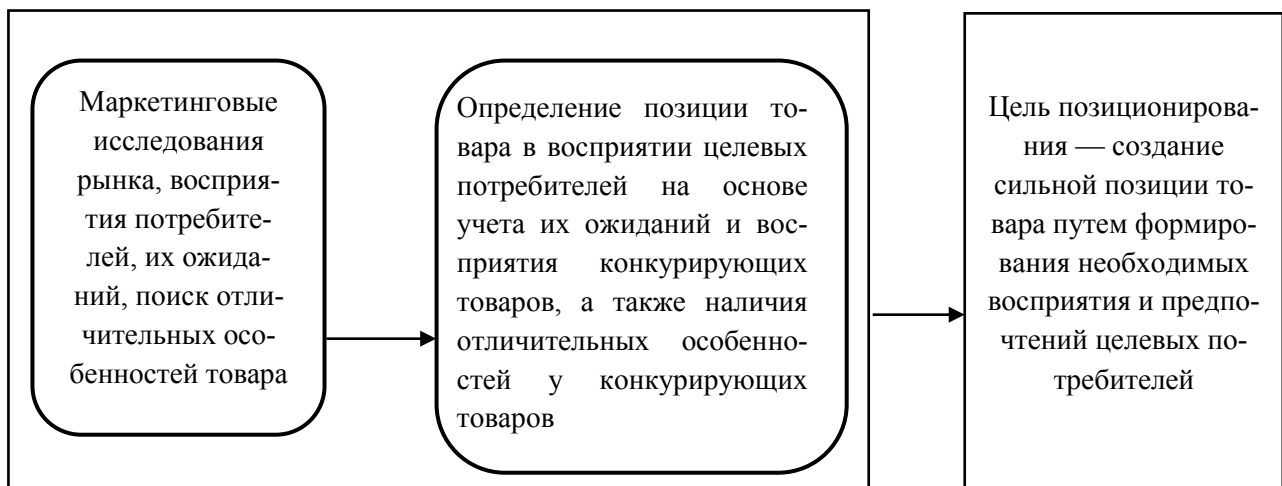 Маркетинговые
исследования
рынка, восприя-
тия потребите-
лей, их ожида-
ний, поиск отли-
чительных осо-
бенностей товара
Определение позиции то-
вара в восприятии целевых
потребителей на основе
учета их ожиданий и вос-
приятия конкурирующих
товаров, а также наличия
отличительных особенно-
стей у конкурирующих
товаров
Цель позиционирова-
ния — создание
сильной позиции то-
вара путем формиро-
вания необходимых
восприятия и предпо-
чтений целевых по-
требителей